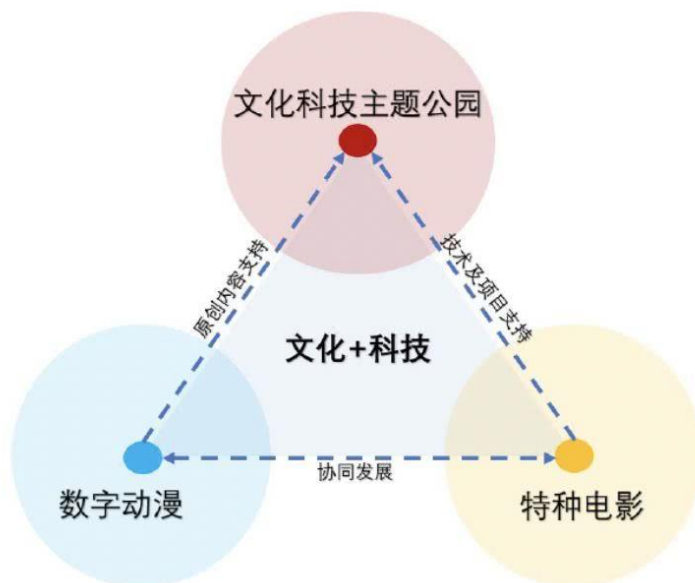 文化科技主题公园
原创内容支持
技术及项目支持
文化+科技
协同发展
数字动漫
特种电影